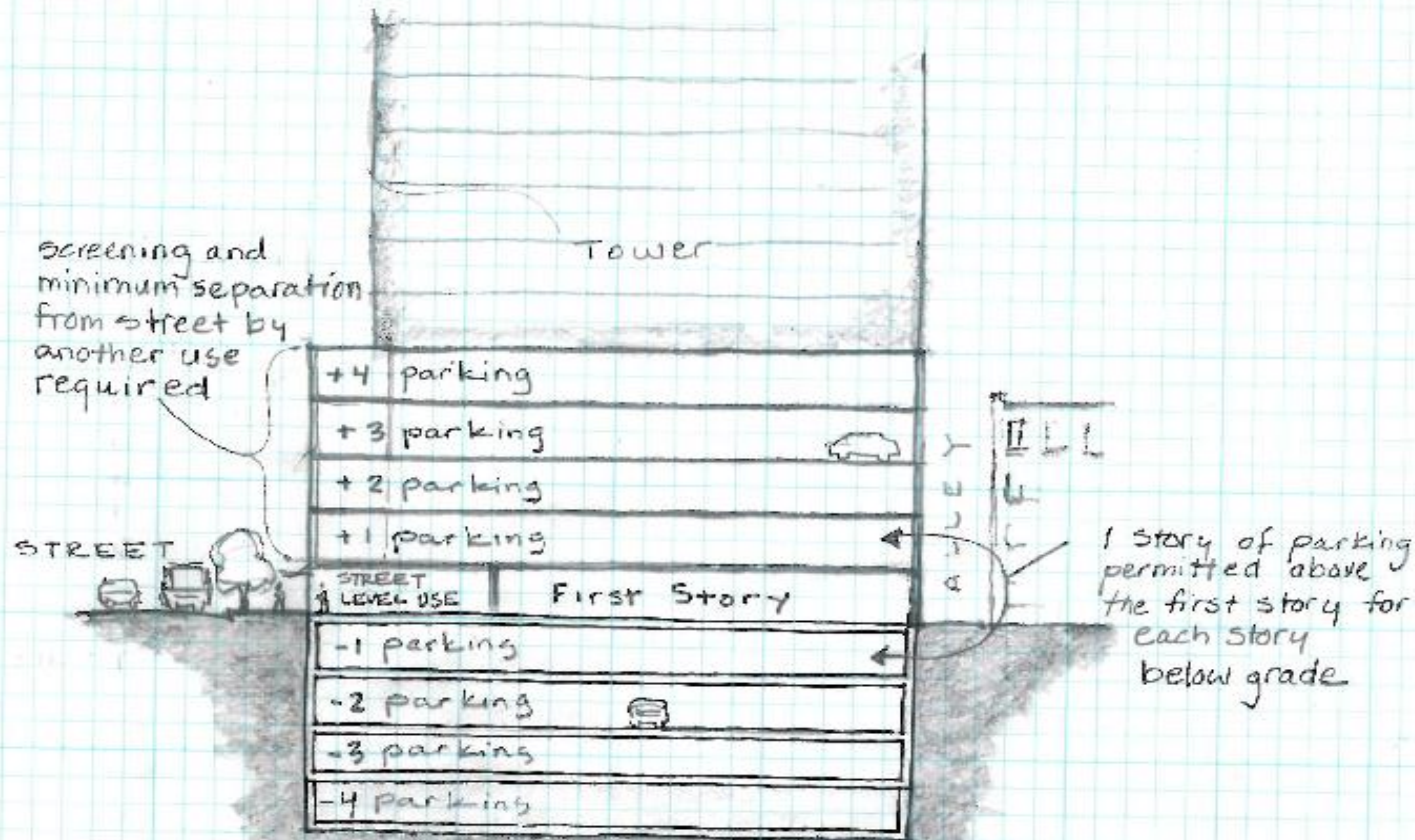 Tower
screening and
minimum separation
from street by
another use
required
+4 parking
+3 parking
+2 parking
+1 parking
STREET
STREET
LEVEL USE
First Story
ALLEY
1 story of parking
permitted above
the first story for
each story
below grade
-1 parking
-2 parking
-3 parking
-4 parking